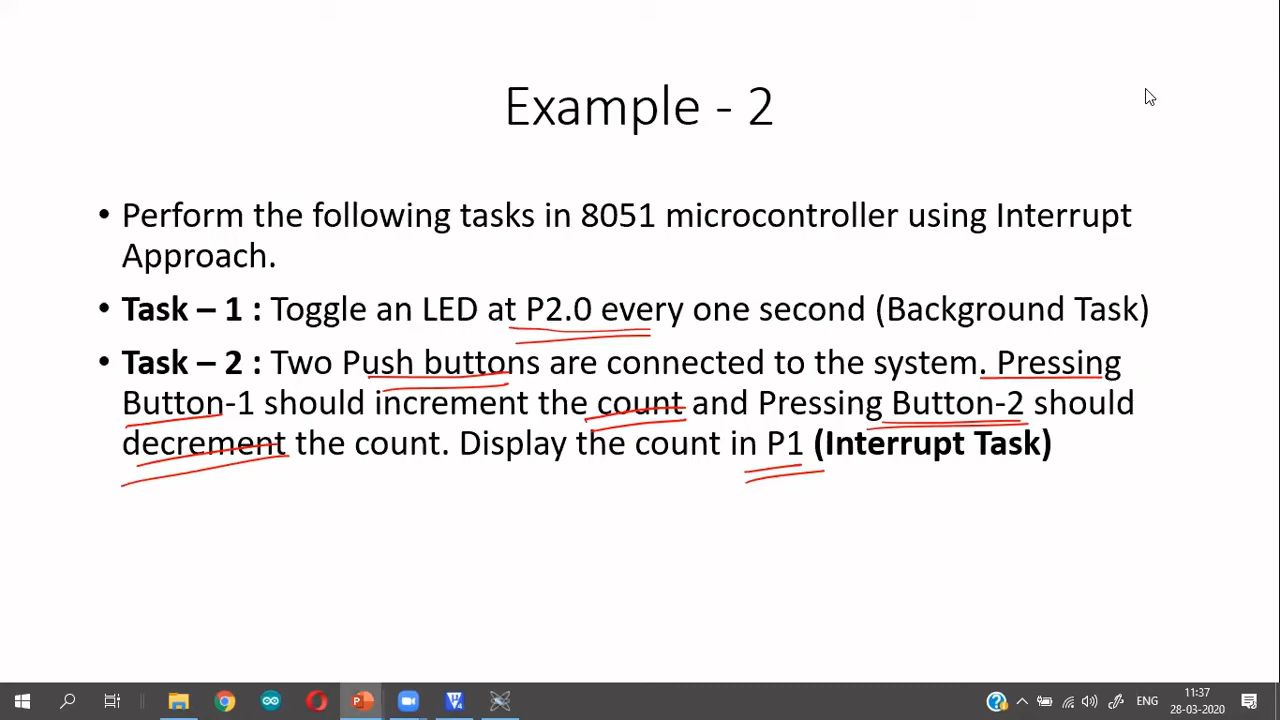 Example - 2
• Perform the following tasks in 8051 microcontroller using Interrupt
Approach.
• Task – 1 : Toggle an LED at P2.0 every one second (Background Task)
• Task – 2 : Two Push buttons are connected to the system. Pressing
Button-1 should increment the count and Pressing Button-2 should
decrement the count. Display the count in P1 (Interrupt Task)
ENG
11:37
28-03-2020